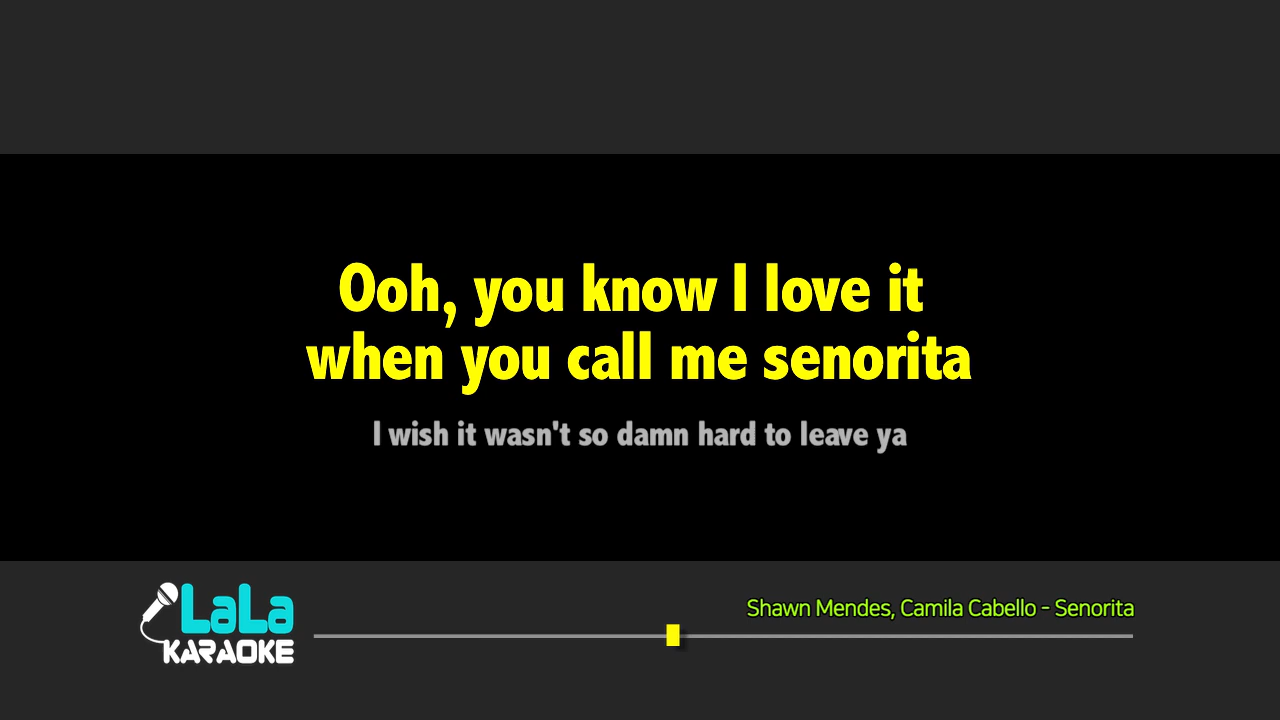 Ooh, you know I love it
when you call me senorita
I wish it wasn't so damn hard to leave ya
Shawn Mendes, Camila Cabello - Senorita
LaLa
KARAOKE